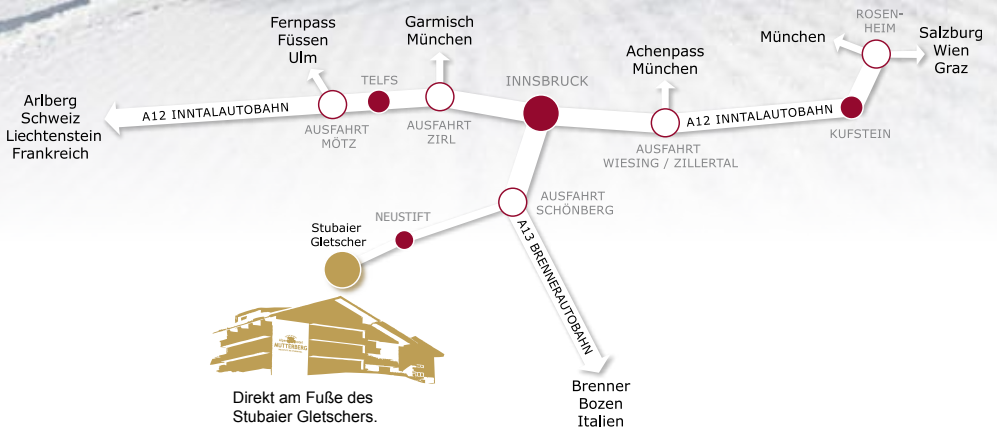 Fernpass
Füssen
Ulm
Garmisch
München
Achenpass
München
München
ROSEN-
HEIM
Salzburg
Wien
Graz
Arlberg
Schweiz
Liechtenstein
Frankreich
A12 INNTALAUTOBAHN
TELFS
INNSBRUCK
A12 INNTALAUTOBAHN
AUSFAHRT
MÖTZ
AUSFAHRT
ZIRL
AUSFAHRT
WIESING / ZILLERTAL
KUFSTEIN
AUSFAHRT
SCHÖNBERG
NEUSTIFT
Stubaier
Gletscher
A13 BRENNERAUTOBAHN
MUTTERBERG
Direkt am Fuße des
Stubaier Gletschers.
Brenner
Bozen
Italien